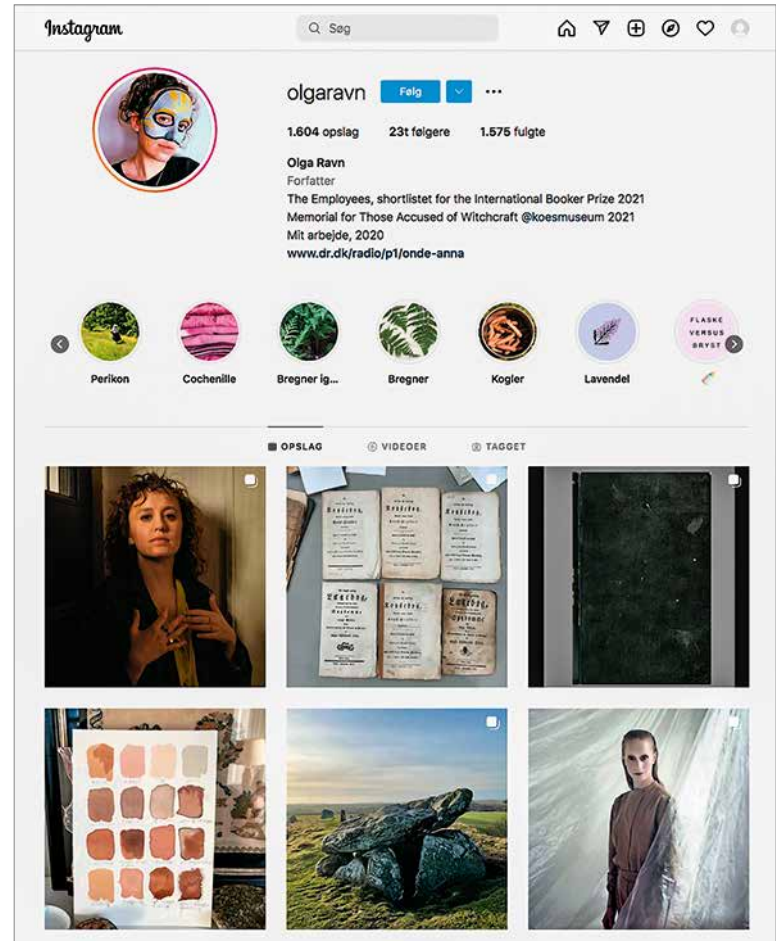 Instagram
Søg
olgaravn Følg
1.604 opslag 23t følgere 1.575 fulgte
Olga Ravn
Forfatter
The Employees, shortlistet for the International Booker Prize 2021
Memorial for Those Accused of Witchcraft @koesmuseum 2021
Mit arbejde, 2020
www.dr.dk/radio/p1/onde-anna
FLASKE
VERSUS
BRYST
Perikon Cochenille Bregner ig... Bregner Kogler Lavendel
OPSLAG VIDEOER TAGGET